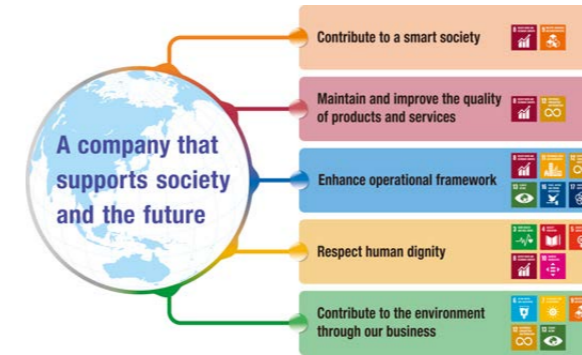 A company that
supports society
and the future
Contribute to a smart society
Maintain and improve the quality
of products and services
Enhance operational framework
Respect human dignity
Contribute to the environment
through our business